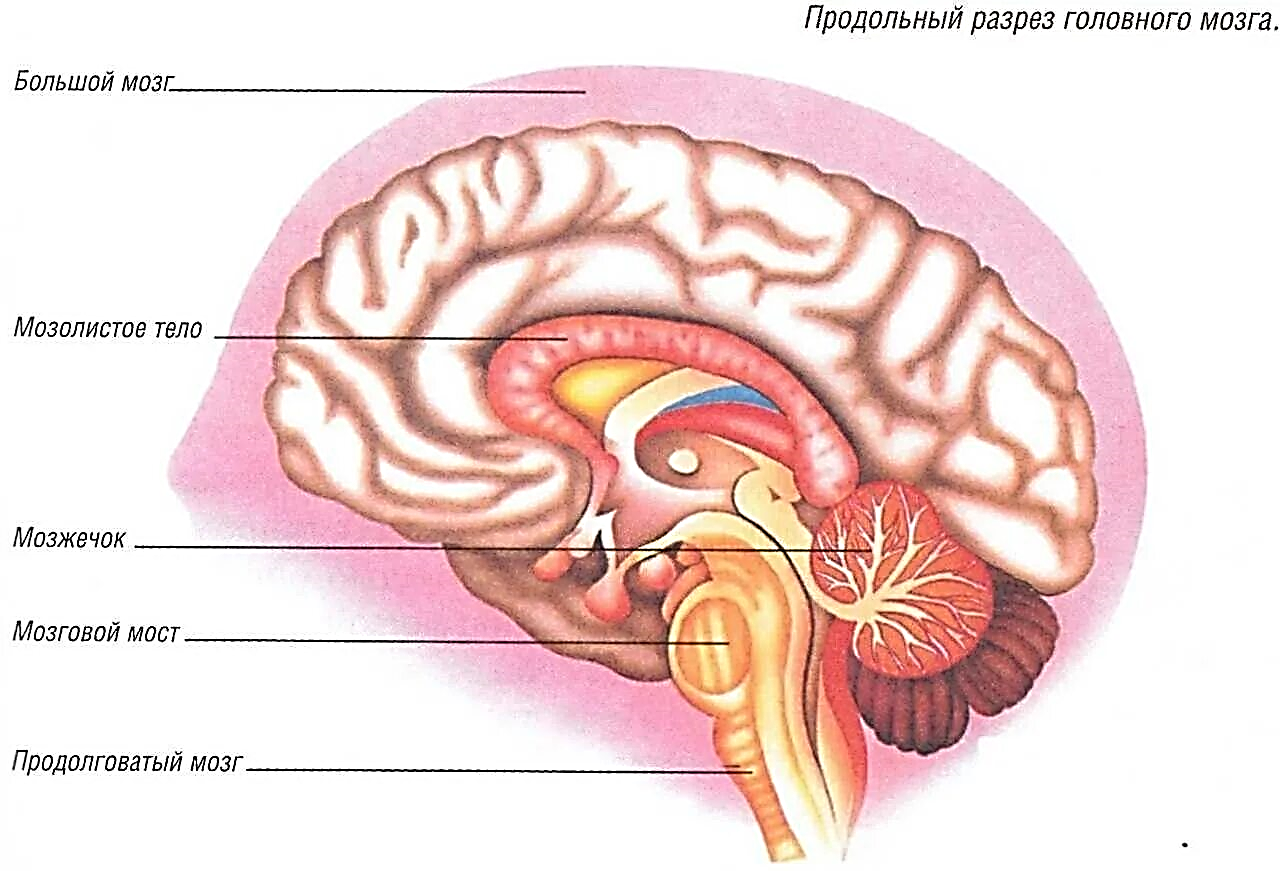 Продольный разрез головного мозга.
Большой мозг
Мозолистое тело
Мозжечок
Мозговой мост
Продолговатый мозг